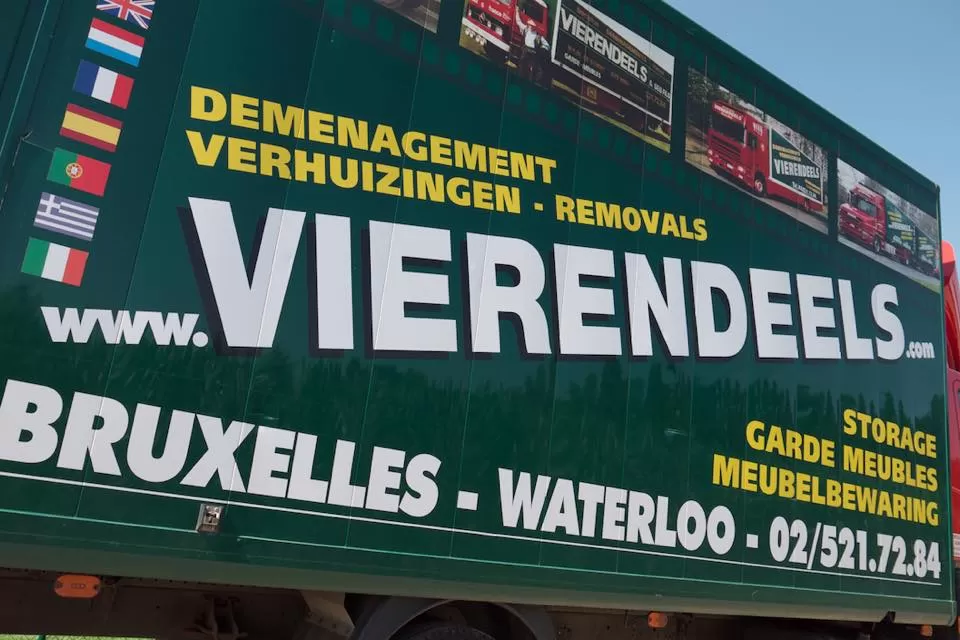 VIERENDEELS
VIERENDEELS
DEMENAGEMENT
VERHUIZINGEN - REMOVALS
www.VIERENDEELS.com
STORAGE
GARDE MEUBLES
MEUBELBEWARING
BRUXELLES - WATERLOO - 02/521.72.84